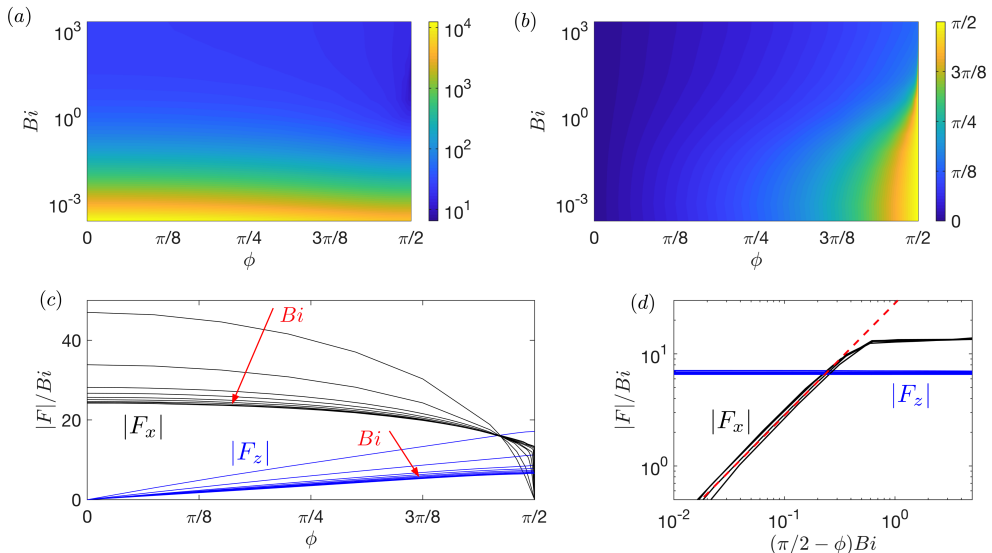 (a)
10^3
10^0
10^{-3}
Bi
0
π/8
π/4
3π/8
π/2
ϕ
10^4
10^3
10^2
10^1
(b)
10^3
10^0
10^{-3}
Bi
0
π/8
π/4
3π/8
π/2
ϕ
π/2
3π/8
π/4
π/8
0
(c)
|F|/Bi
40
20
0
Bi
|F_x|
|F_z|
Bi
0
π/8
π/4
3π/8
π/2
ϕ
(d)
|F|/Bi
10^1
10^0
|F_x|
|F_z|
10^{-2}
10^{-1}
10^0
(π/2 − ϕ)Bi